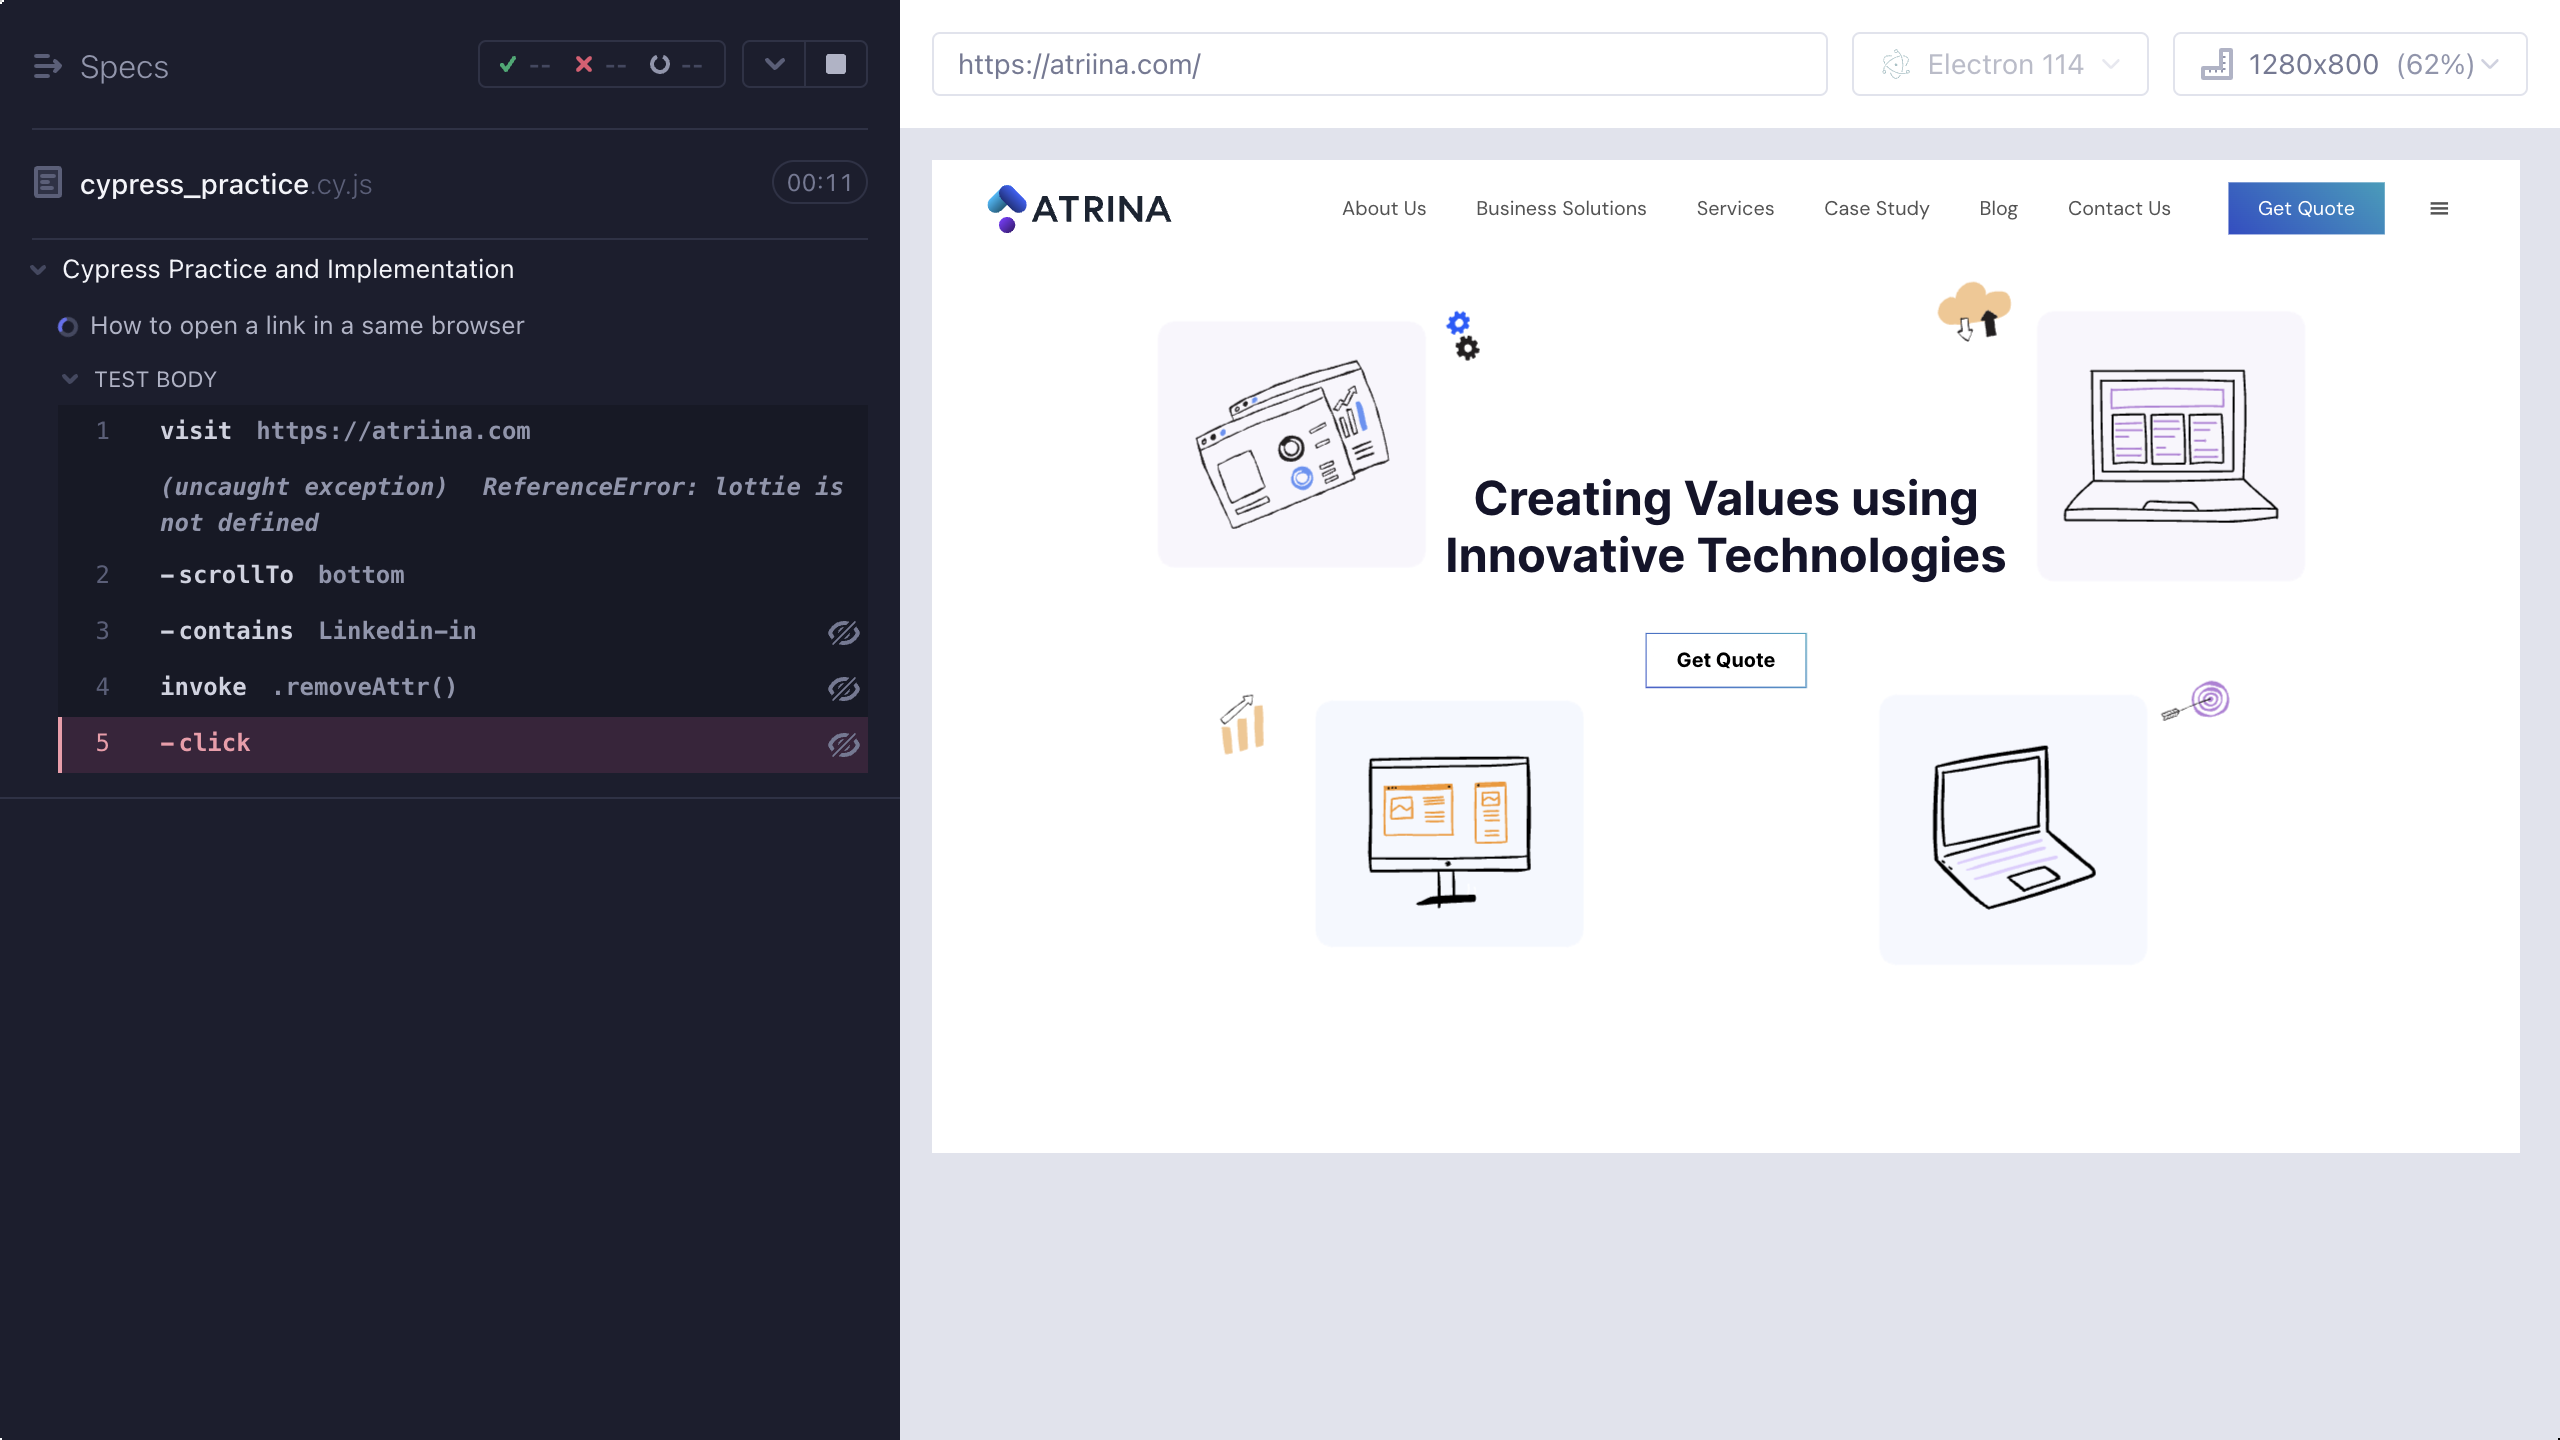 Specs
-- -- --
cypress_practice.cy.js
00:11
Cypress Practice and Implementation
How to open a link in a same browser
TEST BODY
1 visit https://atriina.com
(uncaught exception) ReferenceError: lottie is
not defined
2 -scrollTo bottom
3 -contains Linkedin-in
4 invoke .removeAttr()
5 -click
https://atriina.com/
Electron 114
1280x800 (62%)
ATRINA
About Us Business Solutions Services Case Study Blog Contact Us Get Quote
Creating Values using
Innovative Technologies
Get Quote